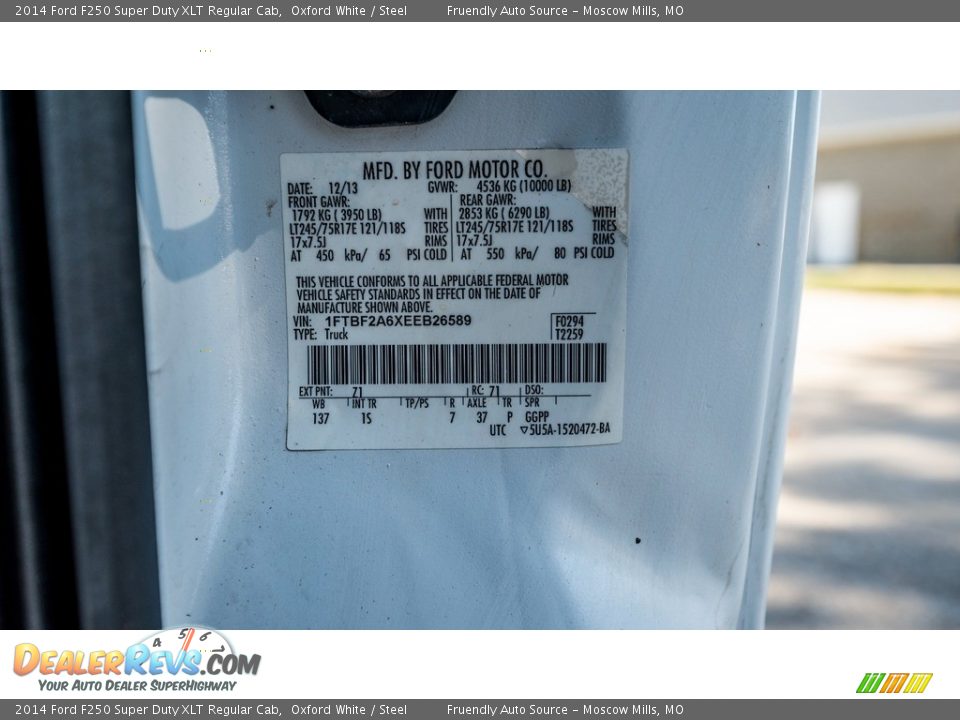 2014 Ford F250 Super Duty XLT Regular Cab, Oxford White / Steel Fruendly Auto Source - Moscow Mills, MO
MFD. BY FORD MOTOR CO.
DATE: 12/13 GVWR: 4536 KG (10000 LB)
FRONT GAWR: REAR GAWR:
1792 KG ( 3950 LB) WITH 2853 KG ( 6290 LB) WITH
LT245/75R17E 121/118S TIRES LT245/75R17E 121/118S TIRES
17x7.5J RIMS 17x7.5J RIMS
AT 450 kPa/ 65 PSI COLD AT 550 kPa/ 80 PSI COLD
THIS VEHICLE CONFORMS TO ALL APPLICABLE FEDERAL MOTOR
VEHICLE SAFETY STANDARDS IN EFFECT ON THE DATE OF
MANUFACTURE SHOWN ABOVE.
VIN: 1FTBF2A6XEEB26589 F0294
TYPE: Truck T2259
EXT PNT: Z1 RC: 71 DSO:
WB INT TR TP/PS R AXLE TR SPR
137 1S 7 37 P GGPP
UTC ▽5U5A-1520472-BA
4 5 6 7
DealerRevs.com
Your Auto Dealer SuperHighway
2014 Ford F250 Super Duty XLT Regular Cab, Oxford White / Steel Fruendly Auto Source - Moscow Mills, MO